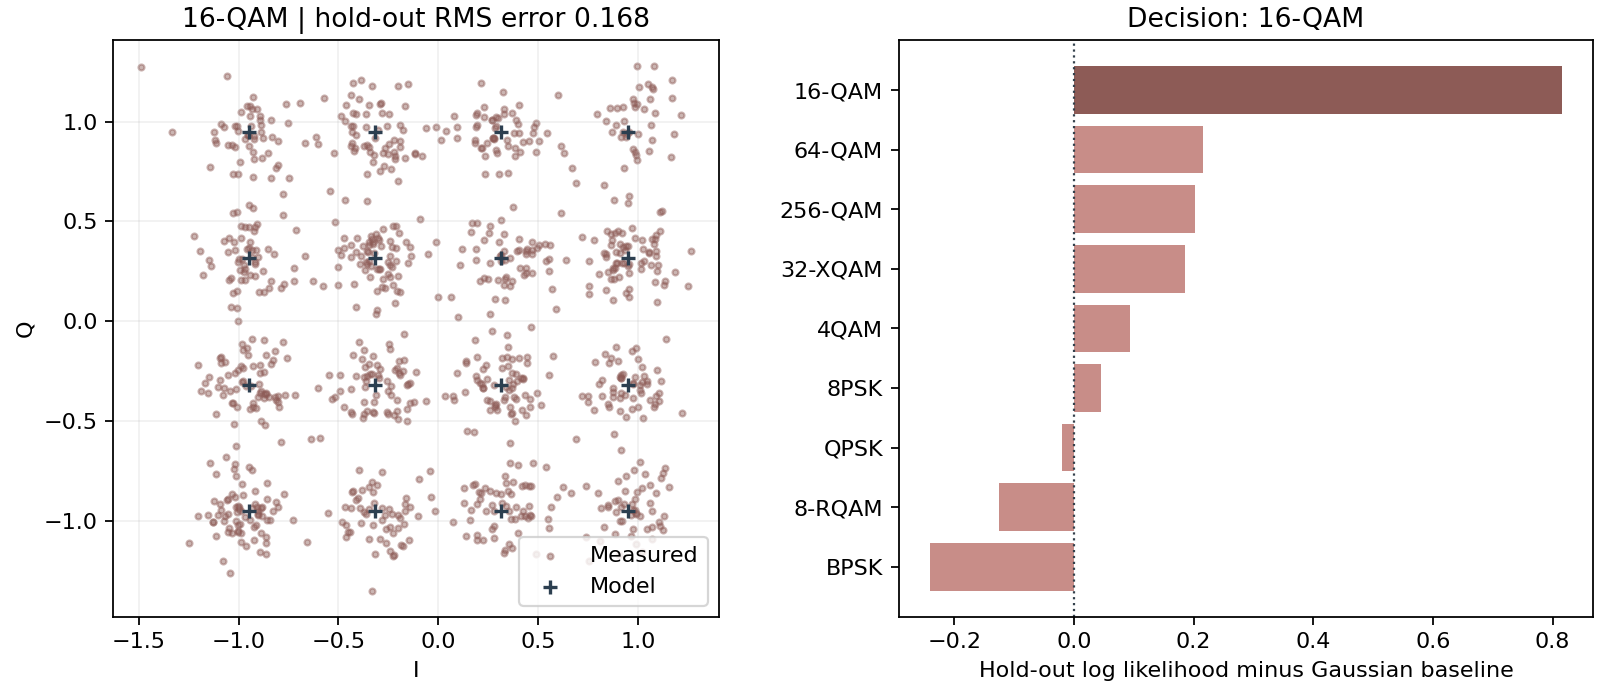 16-QAM | hold-out RMS error 0.168
1.0
0.5
0.0
−0.5
−1.0
Q
−1.5
−1.0
−0.5
0.0
0.5
1.0
I
Measured
Model
Decision: 16-QAM
16-QAM
64-QAM
256-QAM
32-XQAM
4QAM
8PSK
QPSK
8-RQAM
BPSK
−0.2
0.0
0.2
0.4
0.6
0.8
Hold-out log likelihood minus Gaussian baseline